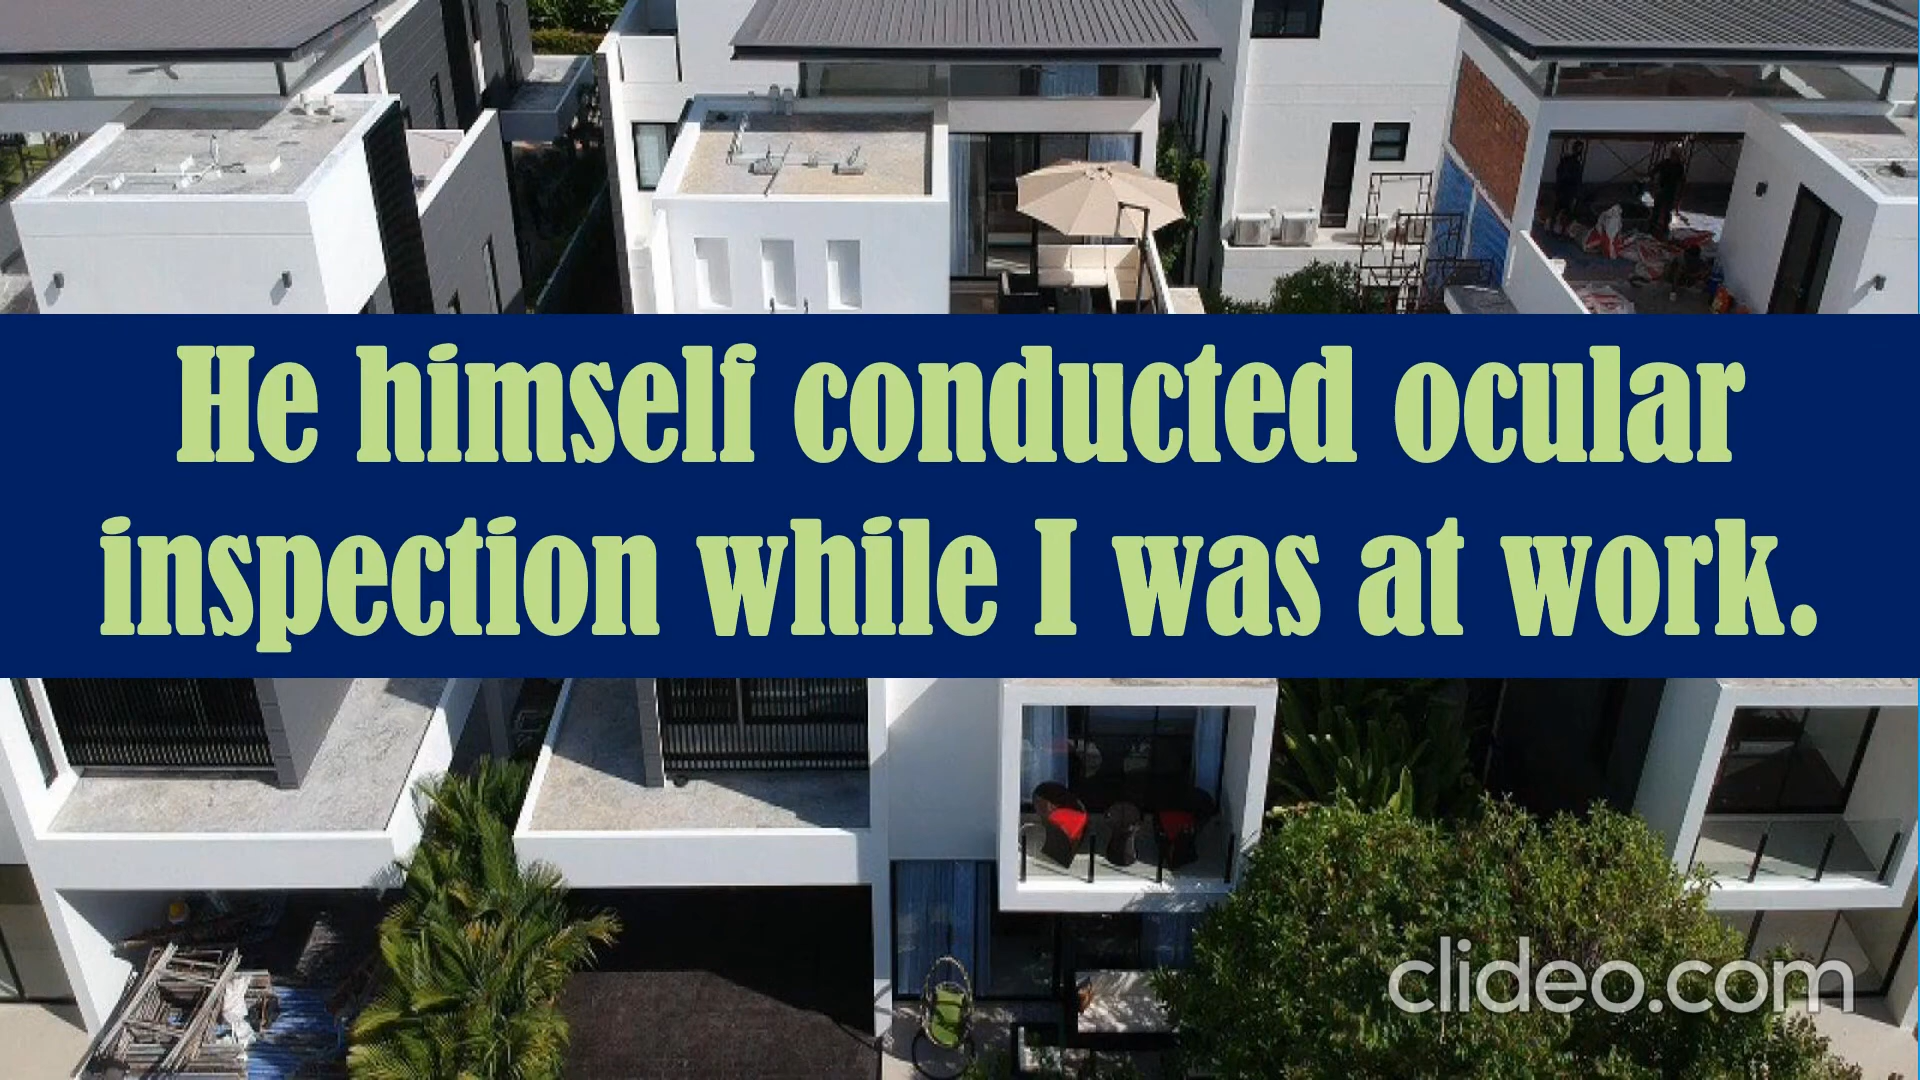 He himself conducted ocular
inspection while I was at work.
clideo.com